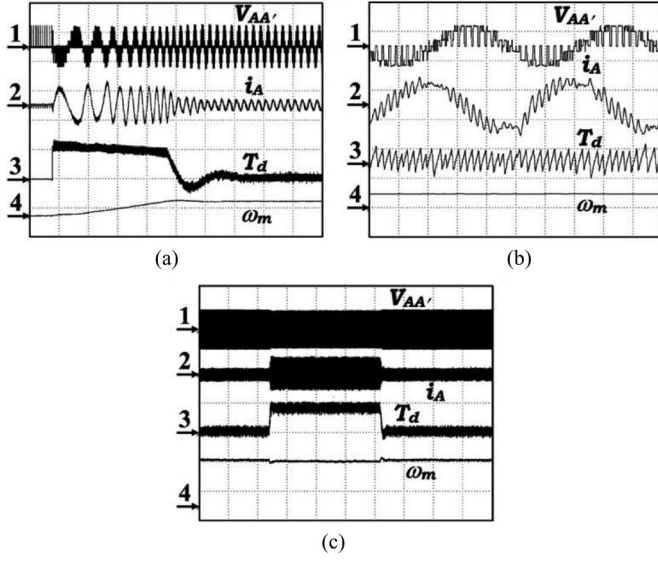 1
V_AA'
2
i_A
3
T_d
4
ω_m
(a)
1
V_AA'
2
i_A
3
T_d
4
ω_m
(b)
1
V_AA'
2
i_A
3
T_d
4
ω_m
(c)